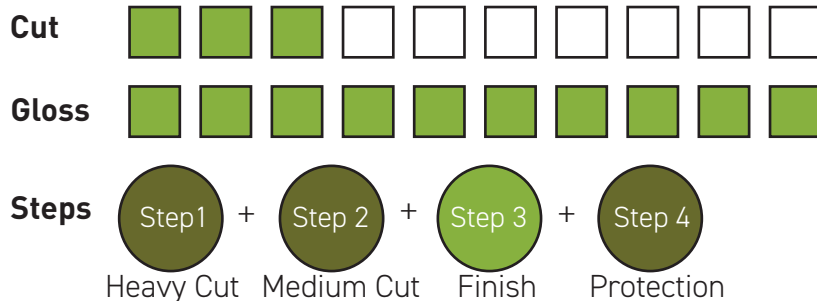 Cut
Gloss
Steps Step1 + Step 2 + Step 3 + Step 4
Heavy Cut Medium Cut Finish Protection